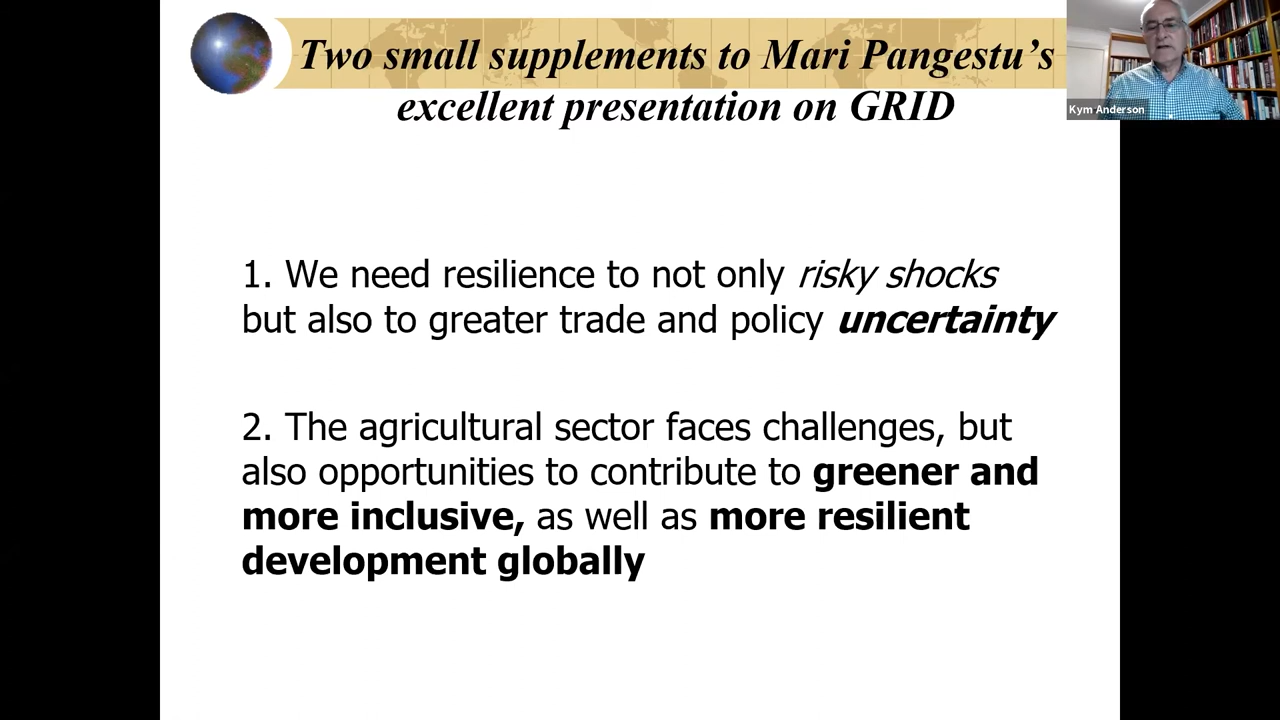 Two small supplements to Mari Pangestu's
excellent presentation on GRID
Kym Anderson
1. We need resilience to not only risky shocks
but also to greater trade and policy uncertainty
2. The agricultural sector faces challenges, but
also opportunities to contribute to greener and
more inclusive, as well as more resilient
development globally